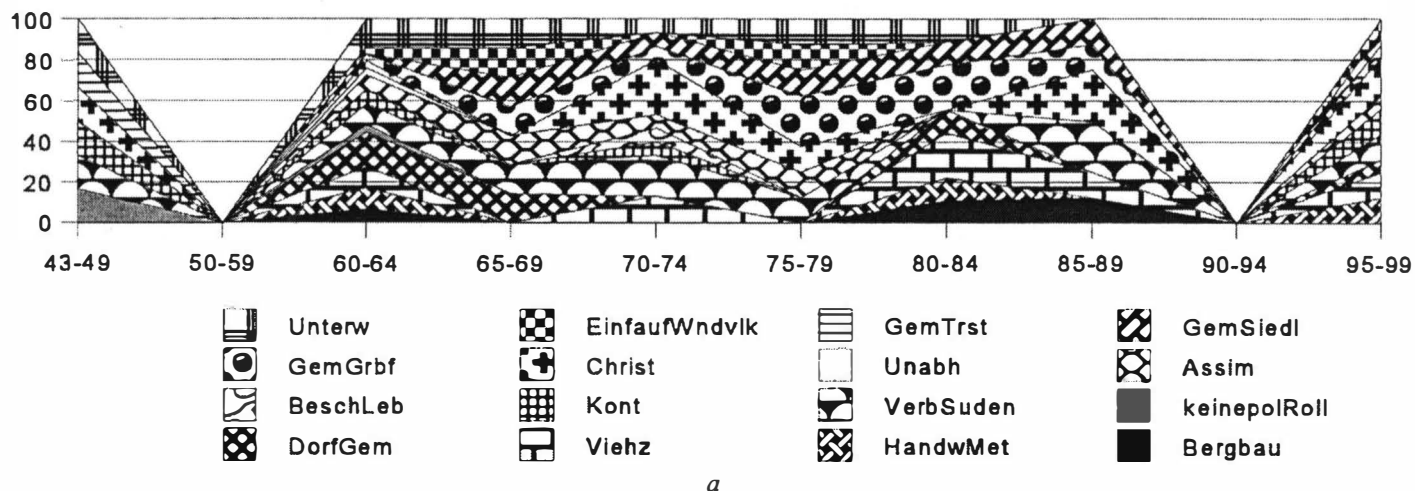 100
80
60
40
20
0
43-49 50-59 60-64 65-69 70-74 75-79 80-84 85-89 90-94 95-99
Unterw EinfaufWndvlk GemTrst GemSiedl
GemGrbf Christ Unabh Assim
BeschLeb Kont VerbSuden keinepolRoll
DorfGem Viehz HandwMet Bergbau
a